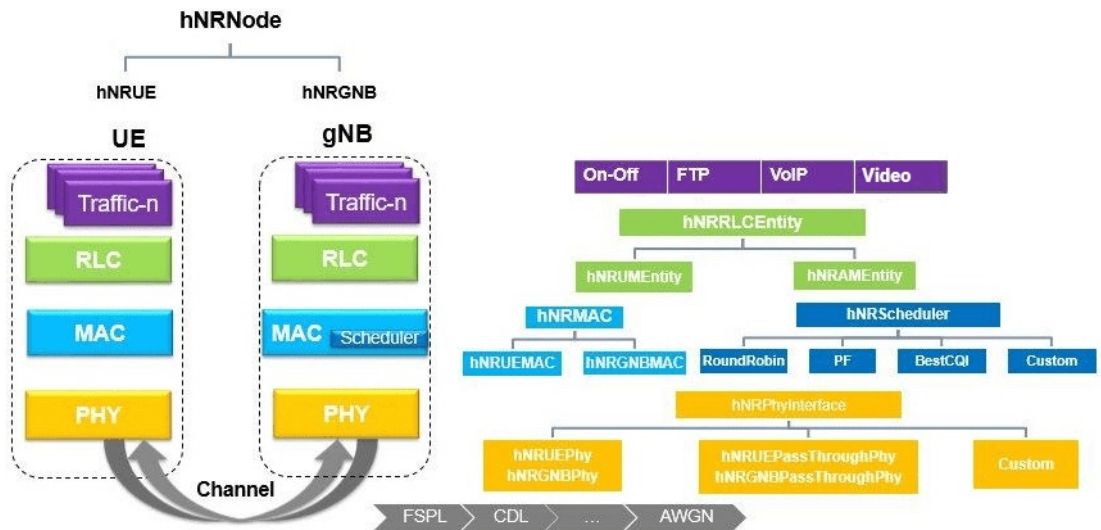 hNRNode
hNRUE
hNRGNB
UE
gNB
Traffic-n
RLC
MAC
PHY
Traffic-n
RLC
MAC
Scheduler
PHY
Channel
On-Off
FTP
VoIP
Video
hNRRLCEntity
hNRUMEntity
hNRAMEntity
hNRMAC
hNRUEMAC
hNRGNBMAC
hNRScheduler
RoundRobin
PF
BestCQI
Custom
hNRPhyInterface
hNRUEPhy
hNRGNBPhy
hNRUEPassThroughPhy
hNRGNBPassThroughPhy
Custom
FSPL
CDL
...
AWGN